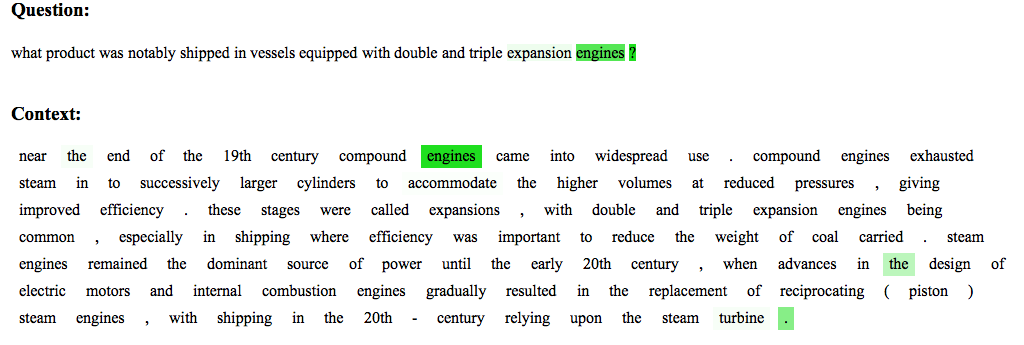 Question:
what product was notably shipped in vessels equipped with double and triple expansion engines ?
Context:
near the end of the 19th century compound engines came into widespread use . compound engines exhausted
steam in to successively larger cylinders to accommodate the higher volumes at reduced pressures , giving
improved efficiency . these stages were called expansions , with double and triple expansion engines being
common , especially in shipping where efficiency was important to reduce the weight of coal carried . steam
engines remained the dominant source of power until the early 20th century , when advances in the design of
electric motors and internal combustion engines gradually resulted in the replacement of reciprocating ( piston )
steam engines , with shipping in the 20th - century relying upon the steam turbine .